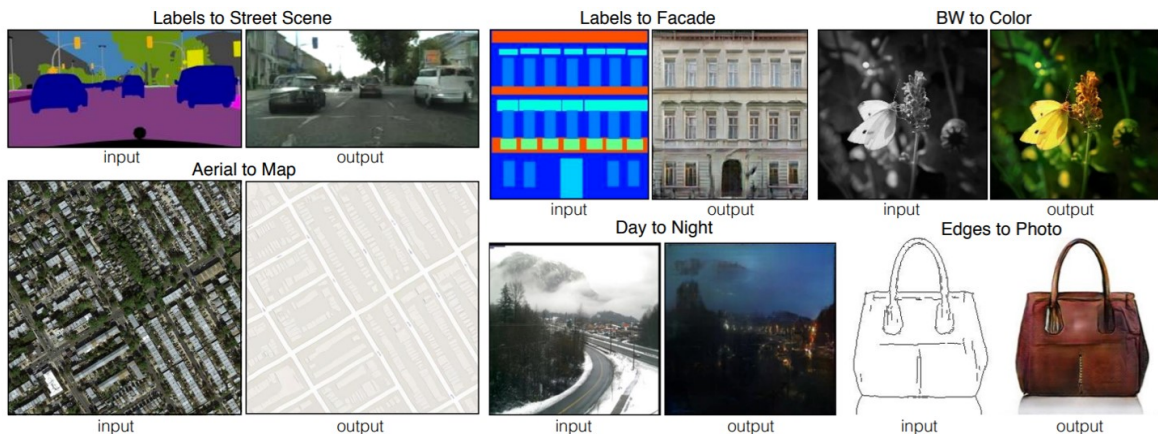 Labels to Street Scene
input
output
Aerial to Map
input
output
Labels to Facade
input
output
BW to Color
input
output
Day to Night
input
output
Edges to Photo
input
output